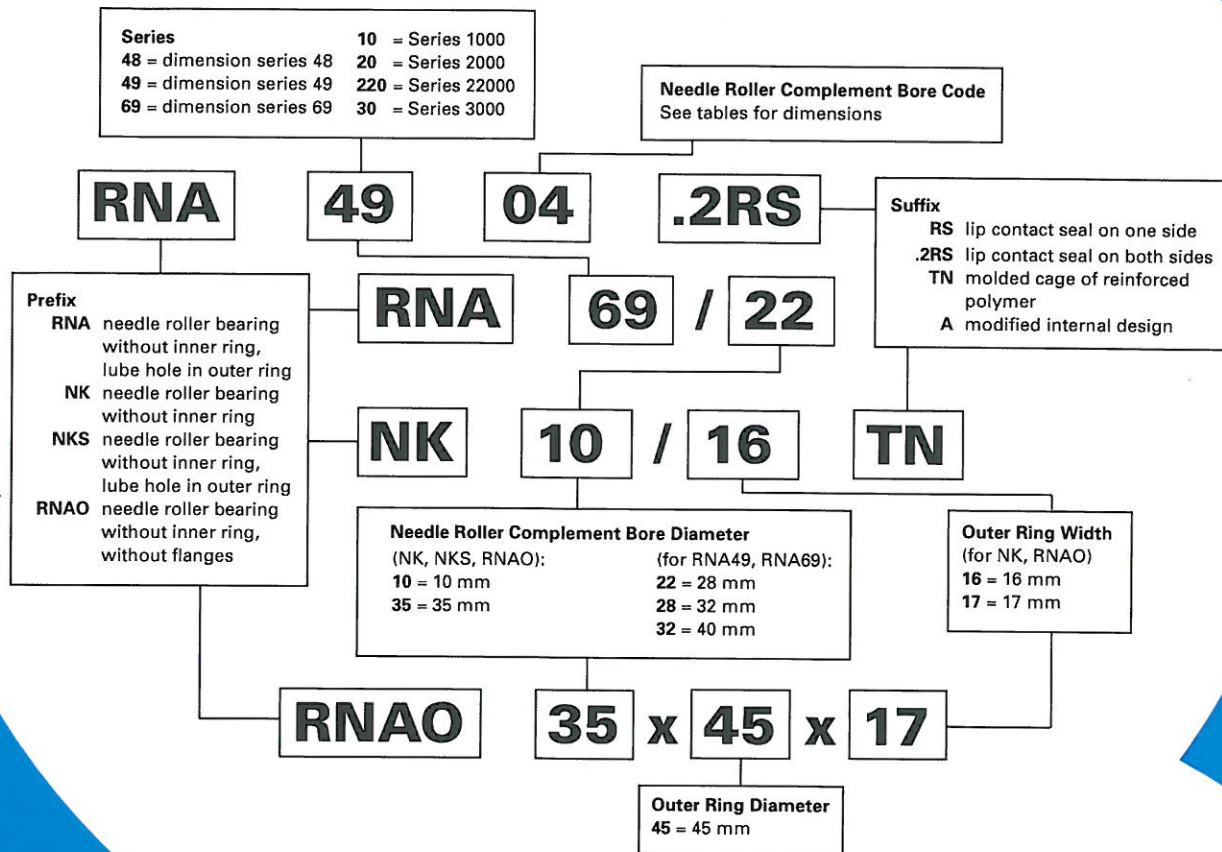 Series
48 = dimension series 48
49 = dimension series 49
69 = dimension series 69
10 = Series 1000
20 = Series 2000
220 = Series 22000
30 = Series 3000
Needle Roller Complement Bore Code
See tables for dimensions
RNA 49 04 .2RS
Suffix
RS lip contact seal on one side
.2RS lip contact seal on both sides
TN molded cage of reinforced
polymer
A modified internal design
Prefix
RNA needle roller bearing
without inner ring,
lube hole in outer ring
NK needle roller bearing
without inner ring
NKS needle roller bearing
without inner ring,
lube hole in outer ring
RNAO needle roller bearing
without inner ring,
without flanges
RNA 69 / 22
NK 10 / 16 TN
Needle Roller Complement Bore Diameter
(NK, NKS, RNAO):
10 = 10 mm
35 = 35 mm
(for RNA49, RNA69):
22 = 28 mm
28 = 32 mm
32 = 40 mm
Outer Ring Width
(for NK, RNAO)
16 = 16 mm
17 = 17 mm
RNAO 35 x 45 x 17
Outer Ring Diameter
45 = 45 mm